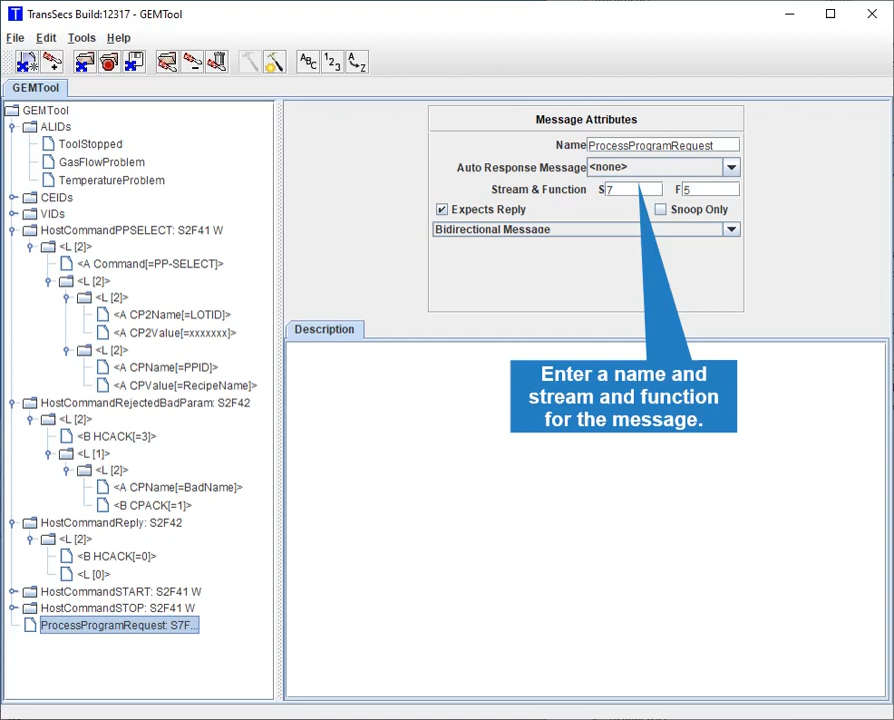 TransSecs Build:12317 - GEMTool
File Edit Tools Help
ABC 123 AZ
GEMTool
GEMTool
ALIDs
ToolStopped
GasFlowProblem
TemperatureProblem
CEIDs
VIDs
HostCommandPPSELECT: S2F41 W
<L [2]>
<A Command[=PP-SELECT]>
<L [2]>
<L [2]>
<A CP2Name[=LOTID]>
<A CP2Value[=xxxxxxx]>
<L [2]>
<A CPName[=PPID]>
<A CPValue[=RecipeName]>
HostCommandRejectedBadParam: S2F42
<L [2]>
<B HCACK[=3]>
<L [1]>
<L [2]>
<A CPName[=BadName]>
<B CPACK[=1]>
HostCommandReply: S2F42
<L [2]>
<B HCACK[=0]>
<L [0]>
HostCommandSTART: S2F41 W
HostCommandSTOP: S2F41 W
ProcessProgramRequest: S7F...
Message Attributes
Name ProcessProgramRequest
Auto Response Message <none>
Stream & Function S 7 F 5
Expects Reply Snoop Only
Bidirectional Message
Description
Enter a name and
stream and function
for the message.